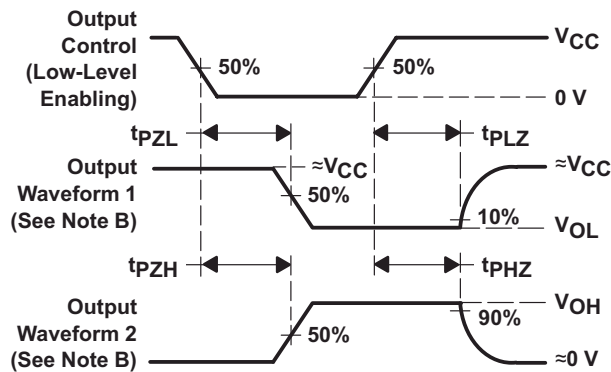 Output
Control
(Low-Level
Enabling)
50%
50%
VCC
0 V
tPZL
tPLZ
Output
Waveform 1
(See Note B)
≈VCC
50%
≈VCC
10%
VOL
tPZH
tPHZ
Output
Waveform 2
(See Note B)
50%
VOH
90%
≈0 V